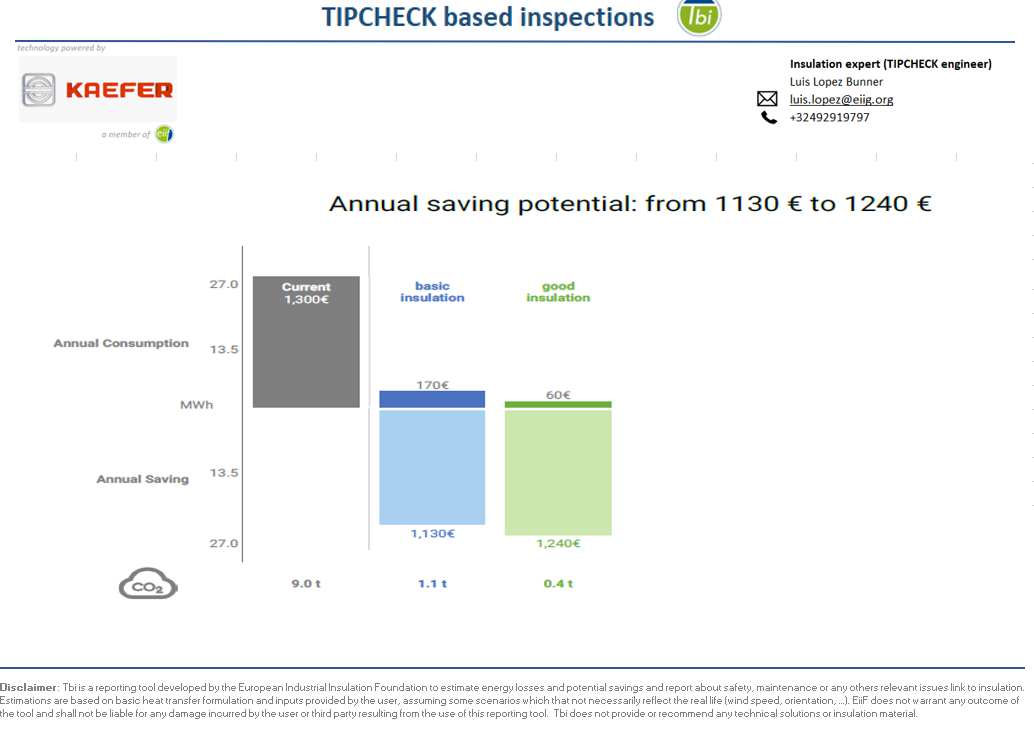 TIPCHECK based inspections
tbi
technology powered by
KAEFER
a member of eiif
Insulation expert (TIPCHECK engineer)
Luis Lopez Bunner
luis.lopez@eiig.org
+32492919797
Annual saving potential: from 1130 € to 1240 €
27.0
Current
1,300€
basic
insulation
good
insulation
Annual Consumption
13.5
170€
60€
MWh
Annual Saving
13.5
1,130€
1,240€
27.0
CO2
9.0 t
1.1 t
0.4 t
Disclaimer: Tbi is a reporting tool developed by the European Industrial Insulation Foundation to estimate energy losses and potential savings and report about safety, maintenance or any others relevant issues link to insulation.
Estimations are based on basic heat transfer formulation and inputs provided by the user, assuming some scenarios which that not necessarily reflect the real life (wind speed, orientation, ...). EiiF does not warrant any outcome of
the tool and shall not be liable for any damage incurred by the user or third party resulting from the use of this reporting tool. Tbi does not provide or recommend any technical solutions or insulation material.